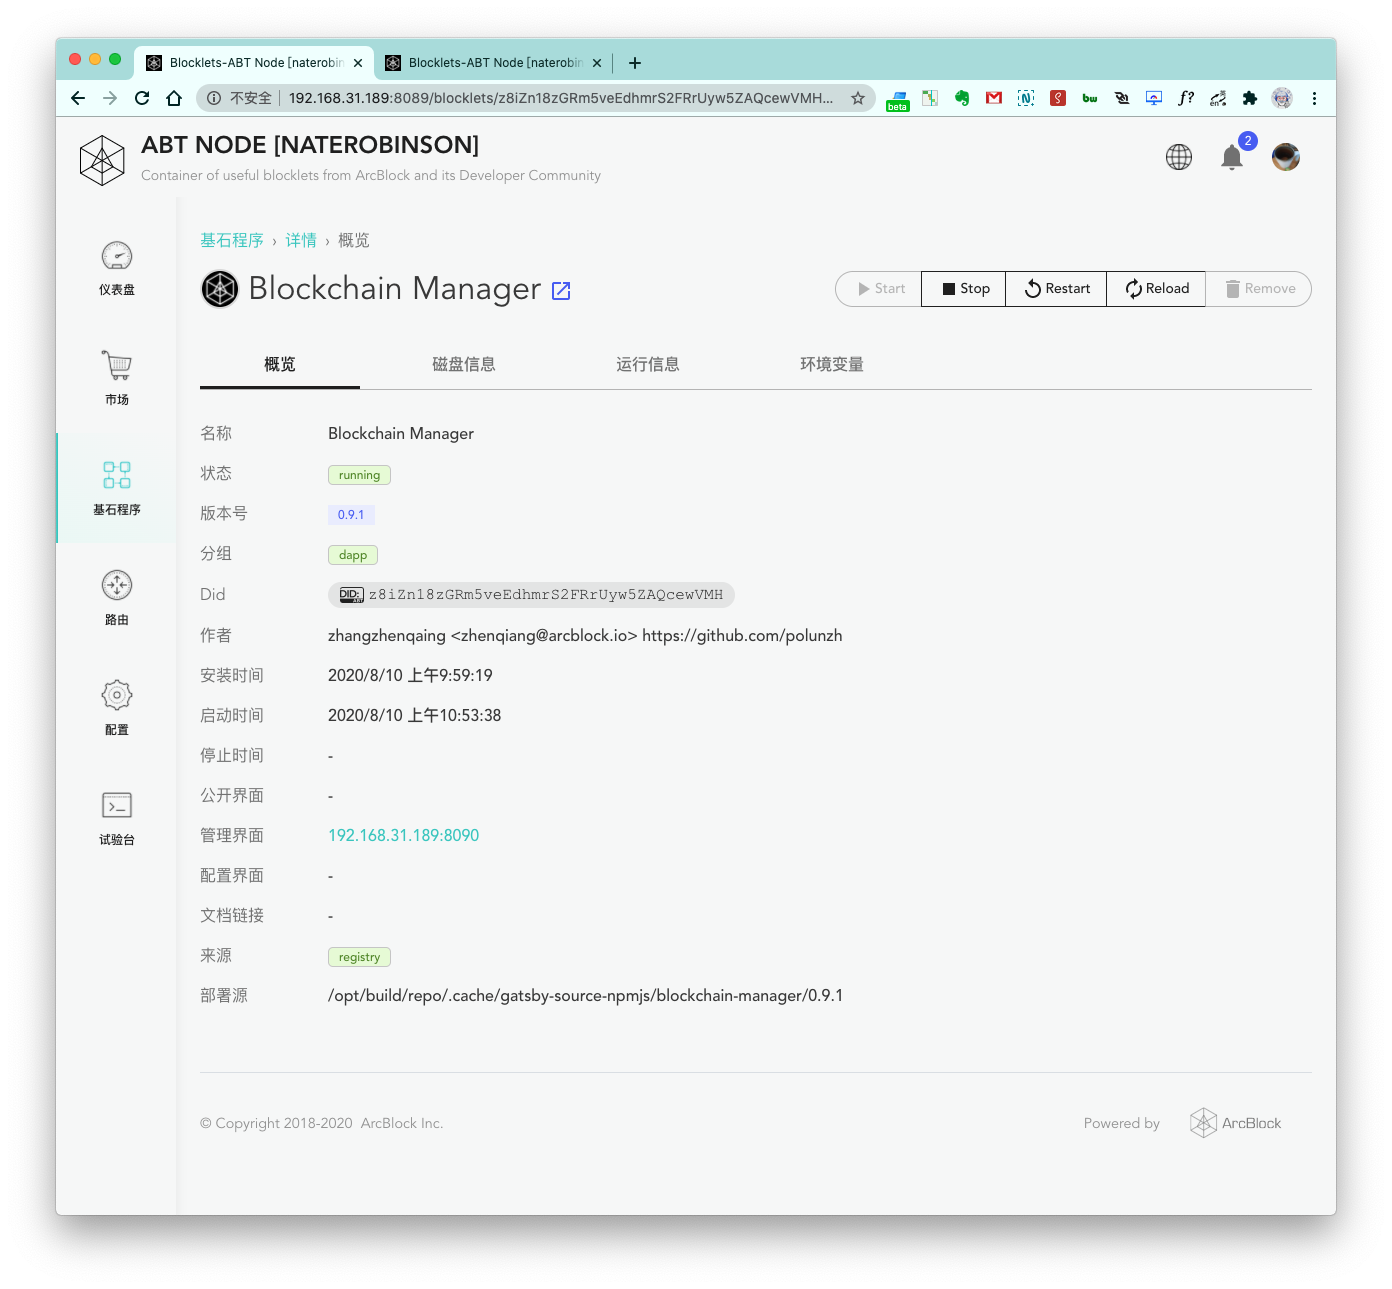 Blocklets-ABT Node [naterobin
Blocklets-ABT Node [naterobin
不安全 192.168.31.189:8089/blocklets/z8iZn18zGRm5veEdhmrS2FRrUyw5ZAQcewVMH...
beta
N
bw
f?
en
ABT NODE [NATEROBINSON]
Container of useful blocklets from ArcBlock and its Developer Community
2
仪表盘
市场
基石程序
路由
配置
试验台
基石程序 › 详情 › 概览
Blockchain Manager
Start Stop Restart Reload Remove
概览 磁盘信息 运行信息 环境变量
名称 Blockchain Manager
状态 running
版本号 0.9.1
分组 dapp
Did DID: ABT z8iZn18zGRm5veEdhmrS2FRrUyw5ZAQcewVMH
作者 zhangzhenqaing <zhenqiang@arcblock.io> https://github.com/polunzh
安装时间 2020/8/10 上午9:59:19
启动时间 2020/8/10 上午10:53:38
停止时间 -
公开界面 -
管理界面 192.168.31.189:8090
配置界面 -
文档链接 -
来源 registry
部署源 /opt/build/repo/.cache/gatsby-source-npmjs/blockchain-manager/0.9.1
© Copyright 2018-2020 ArcBlock Inc.
Powered by ArcBlock